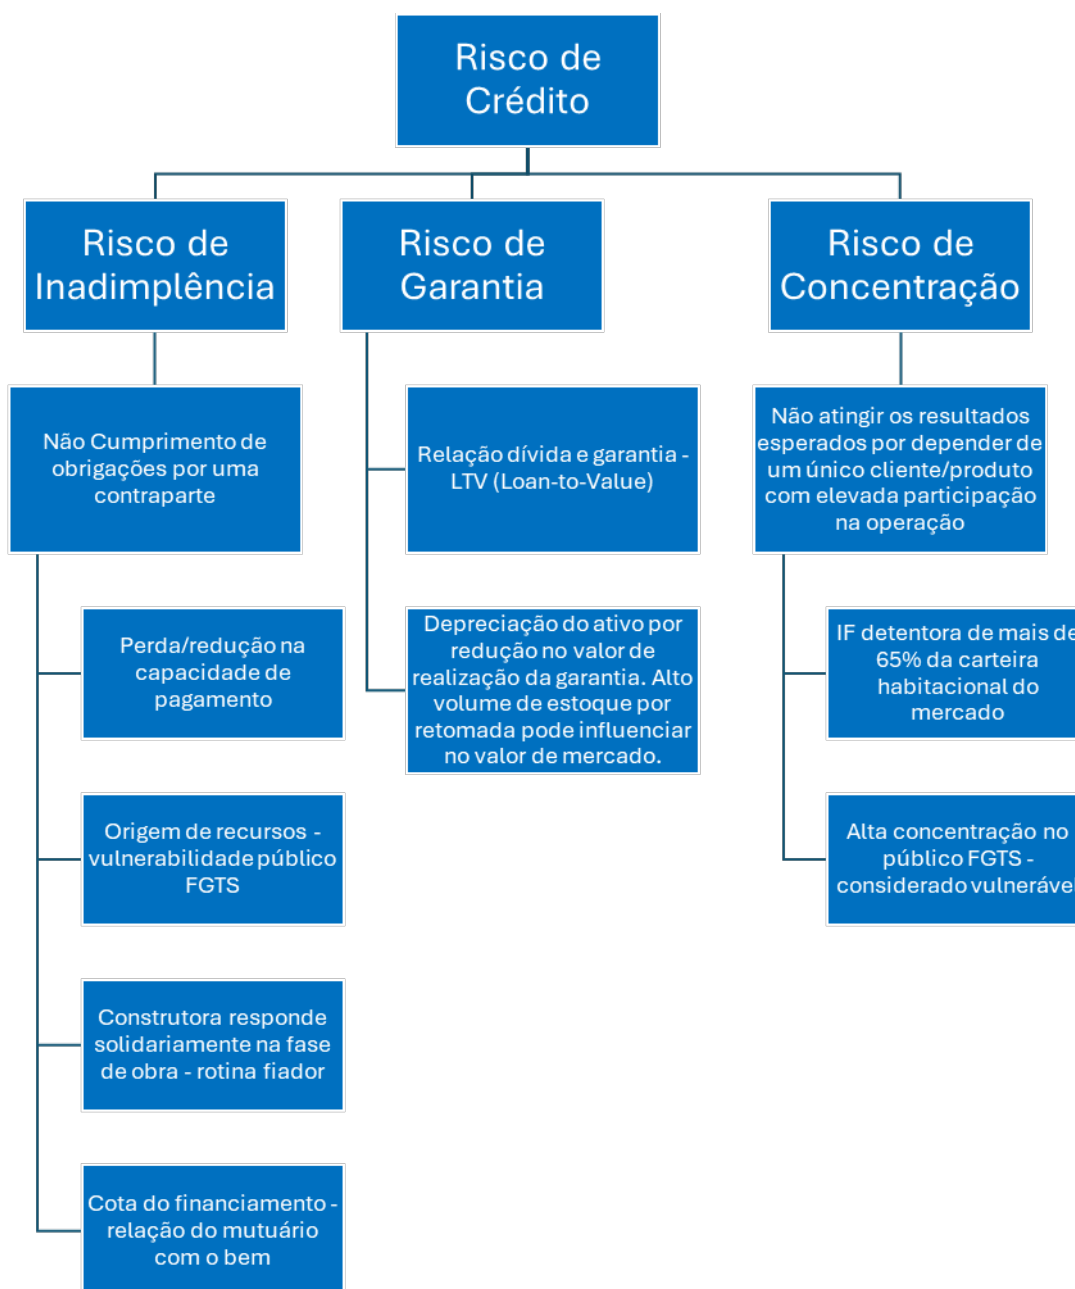 Risco de
Crédito
Risco de
Inadimplência
Não Cumprimento de
obrigações por uma
contraparte
Perda/redução na
capacidade de
pagamento
Origem de recursos -
vulnerabilidade público
FGTS
Construtora responde
solidariamente na fase
de obra - rotina fiador
Cota do financiamento -
relação do mutuário
com o bem
Risco de
Garantia
Relação dívida e garantia -
LTV (Loan-to-Value)
Depreciação do ativo por
redução no valor de
realização da garantia. Alto
volume de estoque por
retomada pode influenciar
no valor de mercado.
Risco de
Concentração
Não atingir os resultados
esperados por depender de
um único cliente/produto
com elevada participação
na operação
IF detentora de mais de
65% da carteira
habitacional do
mercado
Alta concentração no
público FGTS -
considerado vulnerável